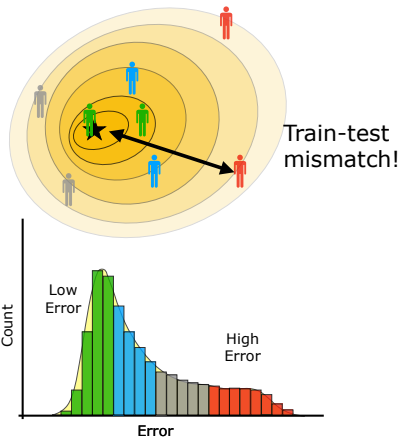 Train-test
mismatch!
Low
Error
High
Error
Count
Error